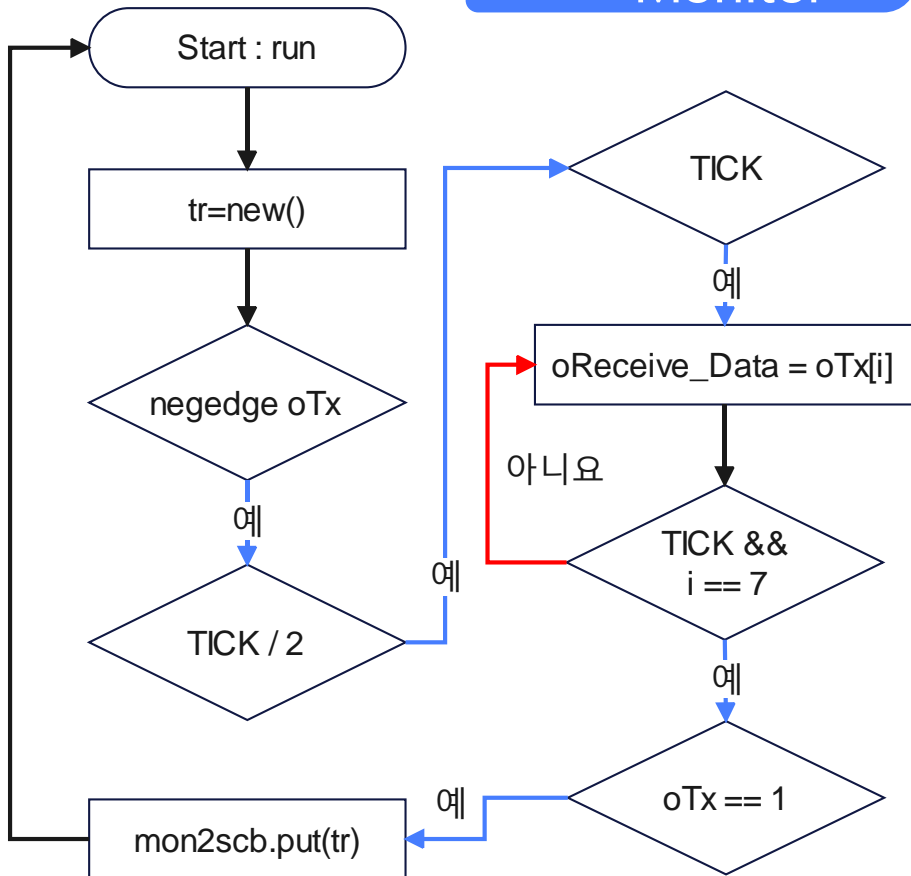 Monitor
Start : run
tr=new()
negedge oTx
예
TICK / 2
예
TICK
예
oReceive_Data = oTx[i]
아니요
TICK &&
i == 7
예
oTx == 1
예
mon2scb.put(tr)